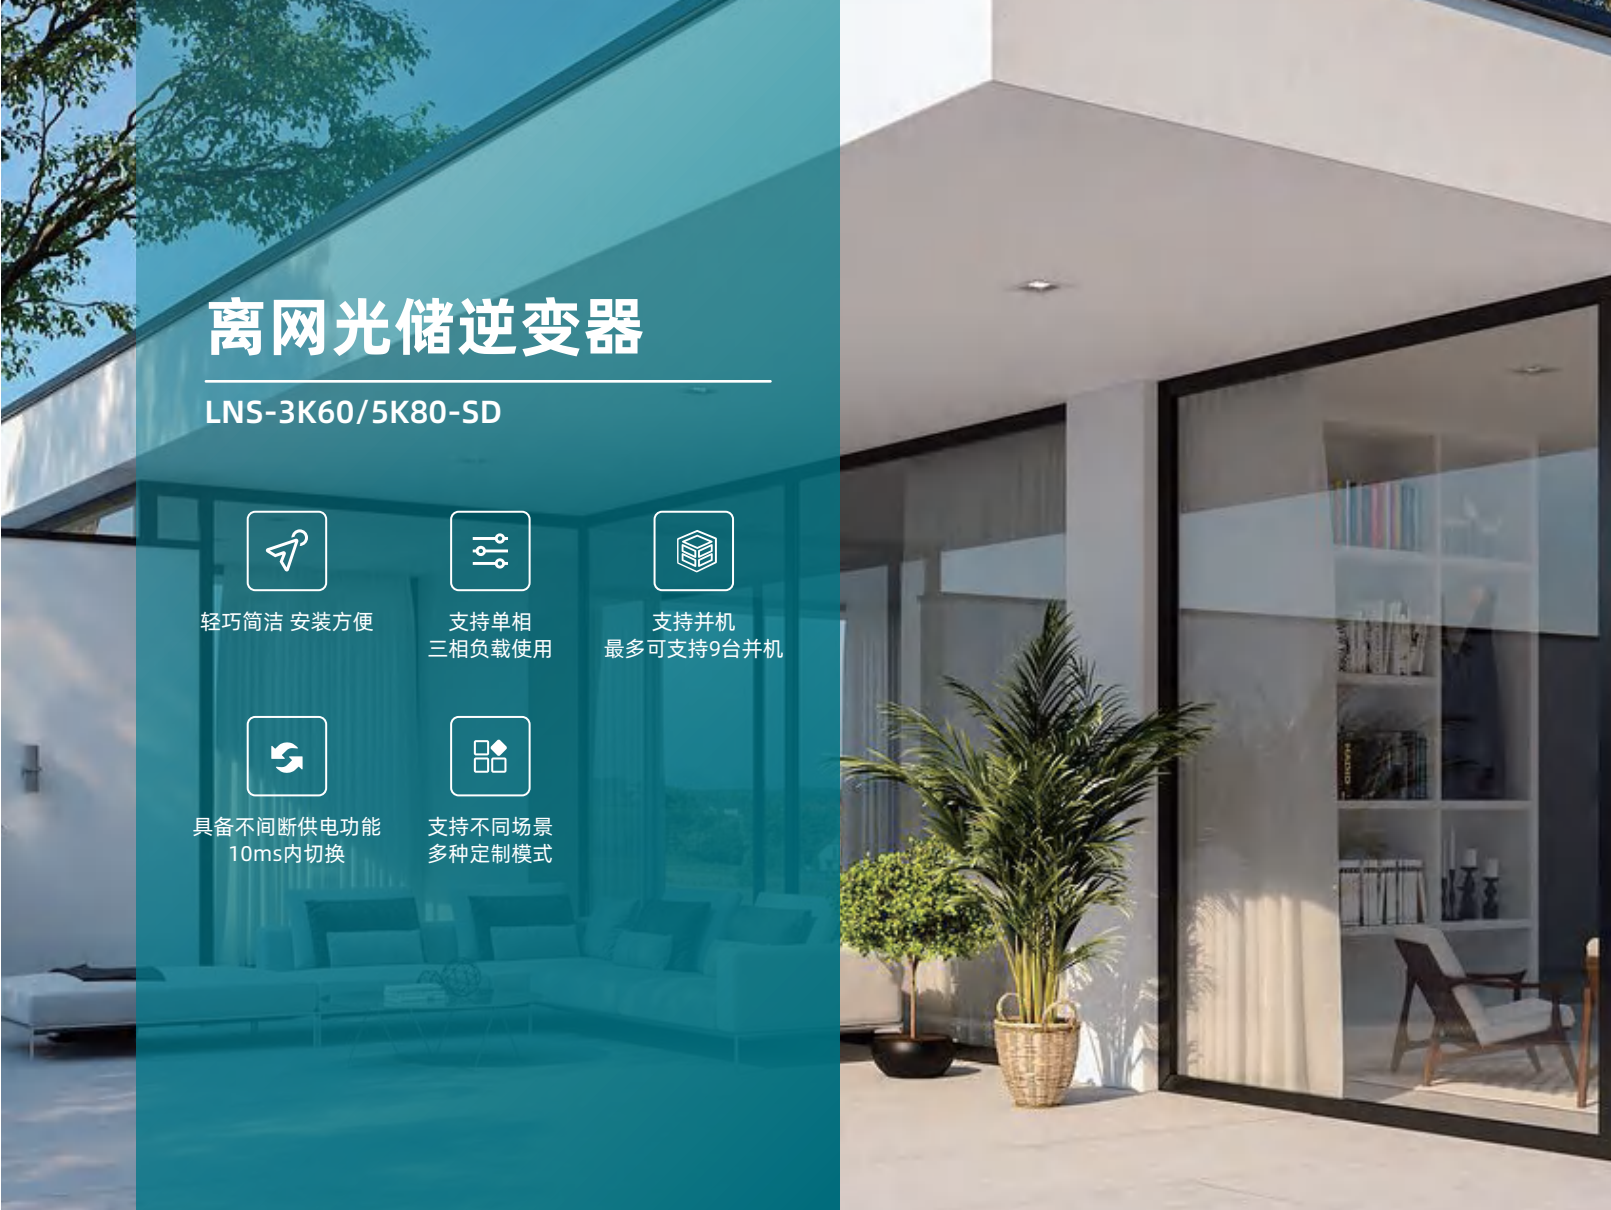 离网光储逆变器
LNS-3K60/5K80-SD
轻巧简洁 安装方便
支持单相
三相负载使用
支持并机
最多可支持9台并机
具备不间断供电功能
10ms内切换
支持不同场景
多种定制模式